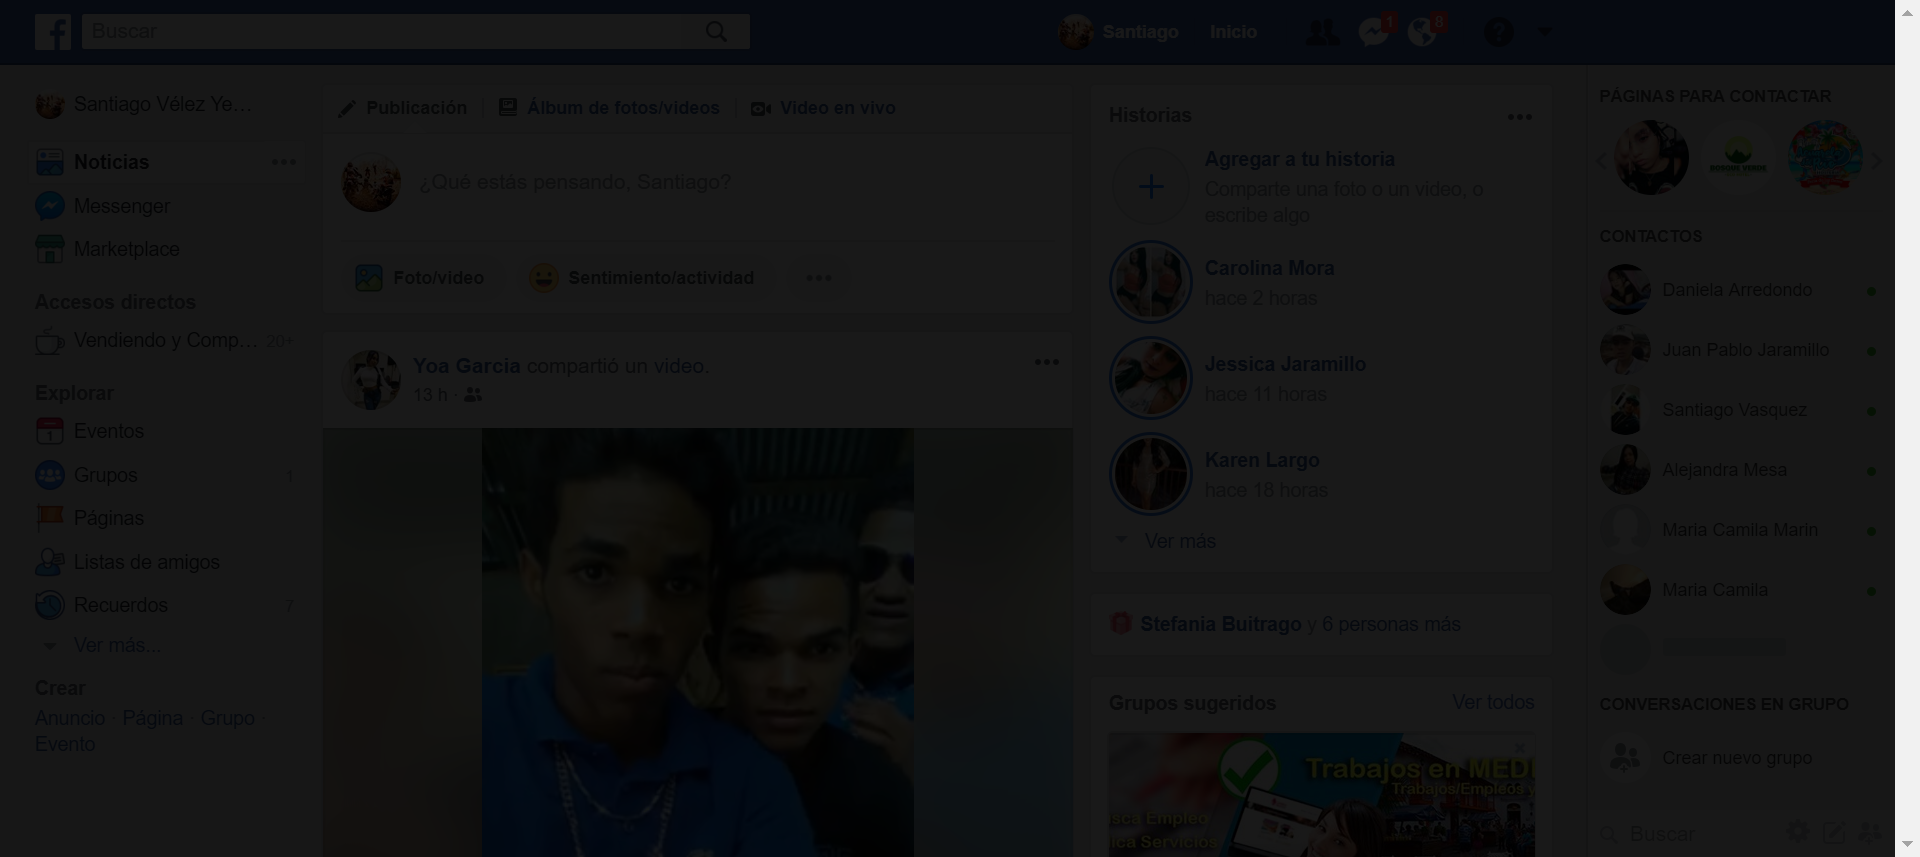 Buscar
Santiago
Inicio
1
8
Santiago Vélez Ye...
Noticias
Messenger
Marketplace
Accesos directos
Vendiendo y Comp... 20+
Explorar
Eventos
Grupos 1
Páginas
Listas de amigos
Recuerdos 7
Ver más...
Crear
Anuncio · Página · Grupo ·
Evento
Publicación
Álbum de fotos/videos
Video en vivo
¿Qué estás pensando, Santiago?
Foto/video
Sentimiento/actividad
Yoa Garcia compartió un video.
13 h ·
Historias
Agregar a tu historia
Comparte una foto o un video, o
escribe algo
Carolina Mora
hace 2 horas
Jessica Jaramillo
hace 11 horas
Karen Largo
hace 18 horas
Ver más
Stefania Buitrago y 6 personas más
Grupos sugeridos
Ver todos
Trabajos en MEDE
Trabajos/Empleos y
sca Empleo
ica Servicios
PÁGINAS PARA CONTACTAR
CONTACTOS
Daniela Arredondo
Juan Pablo Jaramillo
Santiago Vasquez
Alejandra Mesa
Maria Camila Marin
Maria Camila
CONVERSACIONES EN GRUPO
Crear nuevo grupo
Buscar